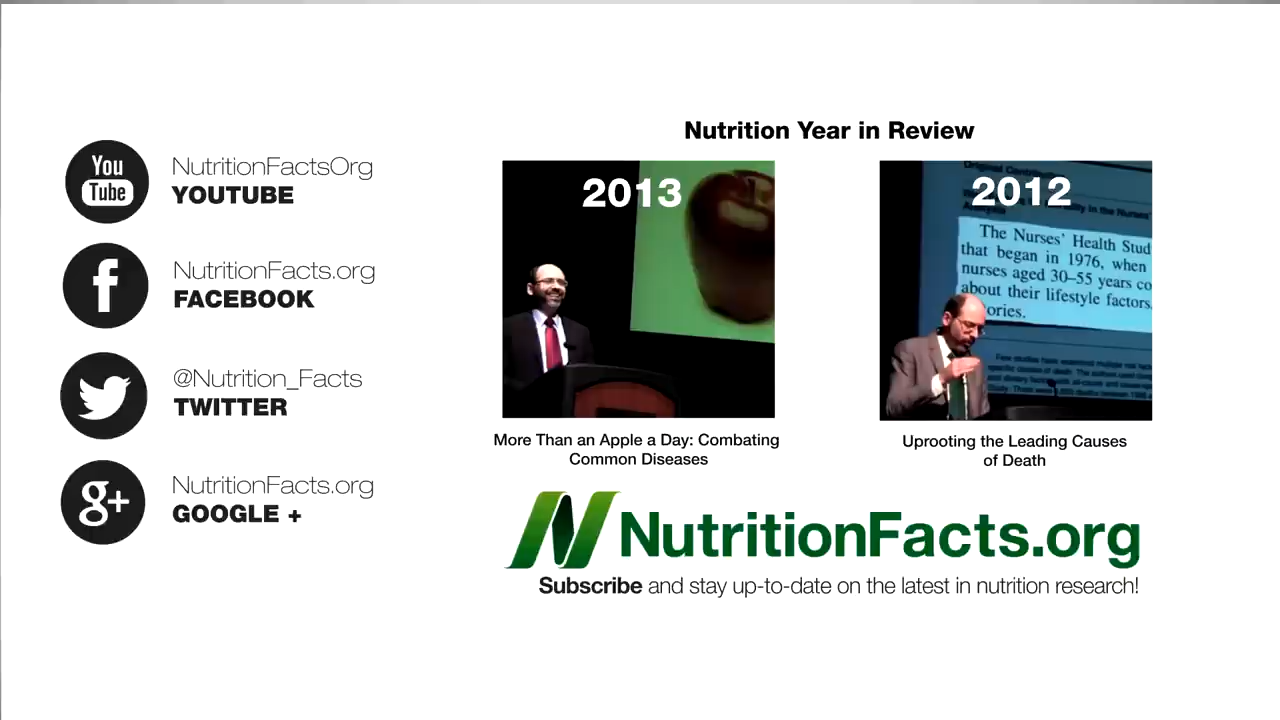 You
Tube
NutritionFactsOrg
YOUTUBE
f
NutritionFacts.org
FACEBOOK
@Nutrition_Facts
TWITTER
g+
NutritionFacts.org
GOOGLE +
Nutrition Year in Review
2013
More Than an Apple a Day: Combating
Common Diseases
2012
Original Contribution
The Nurses' Health Stud
that began in 1976, when
nurses aged 30–55 years co
about their lifestyle factors
ories.
Uprooting the Leading Causes
of Death
NutritionFacts.org
Subscribe and stay up-to-date on the latest in nutrition research!